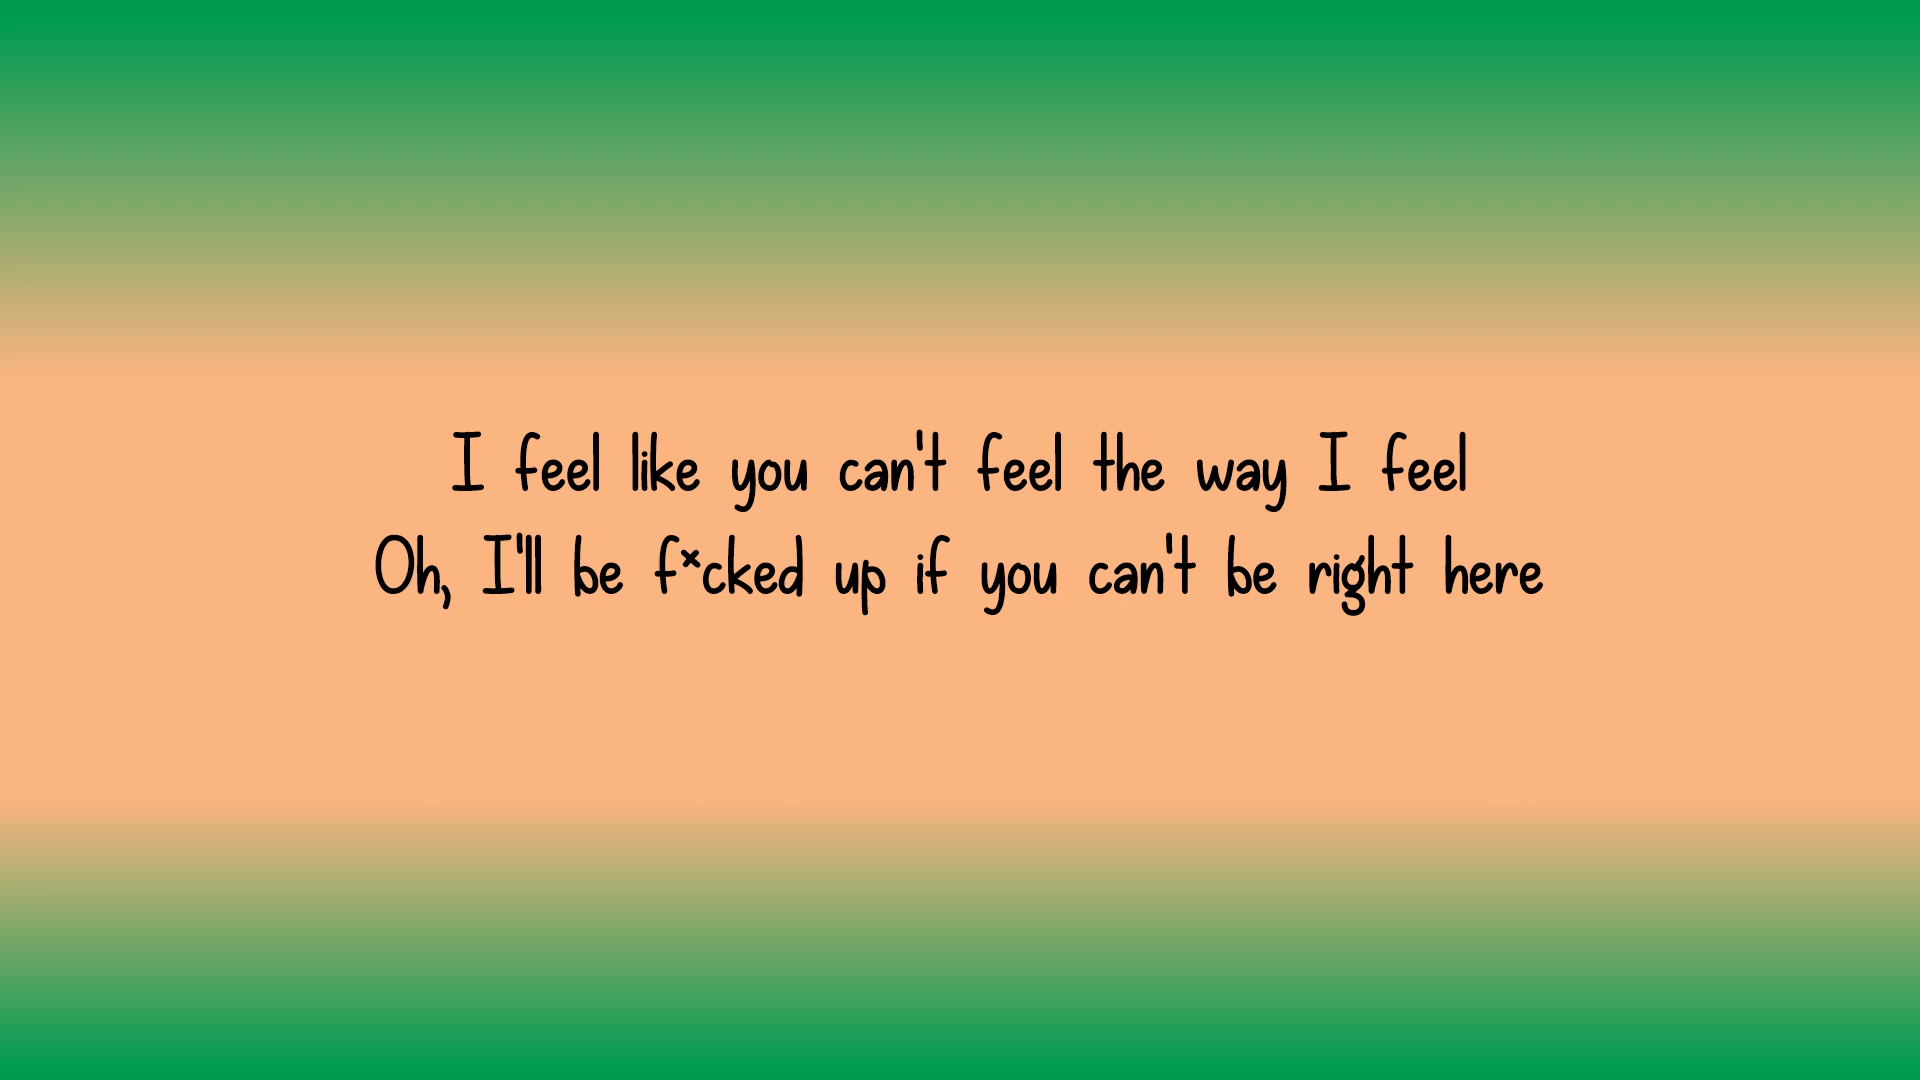 I feel like you can't feel the way I feel
Oh, I'll be f*cked up if you can't be right here